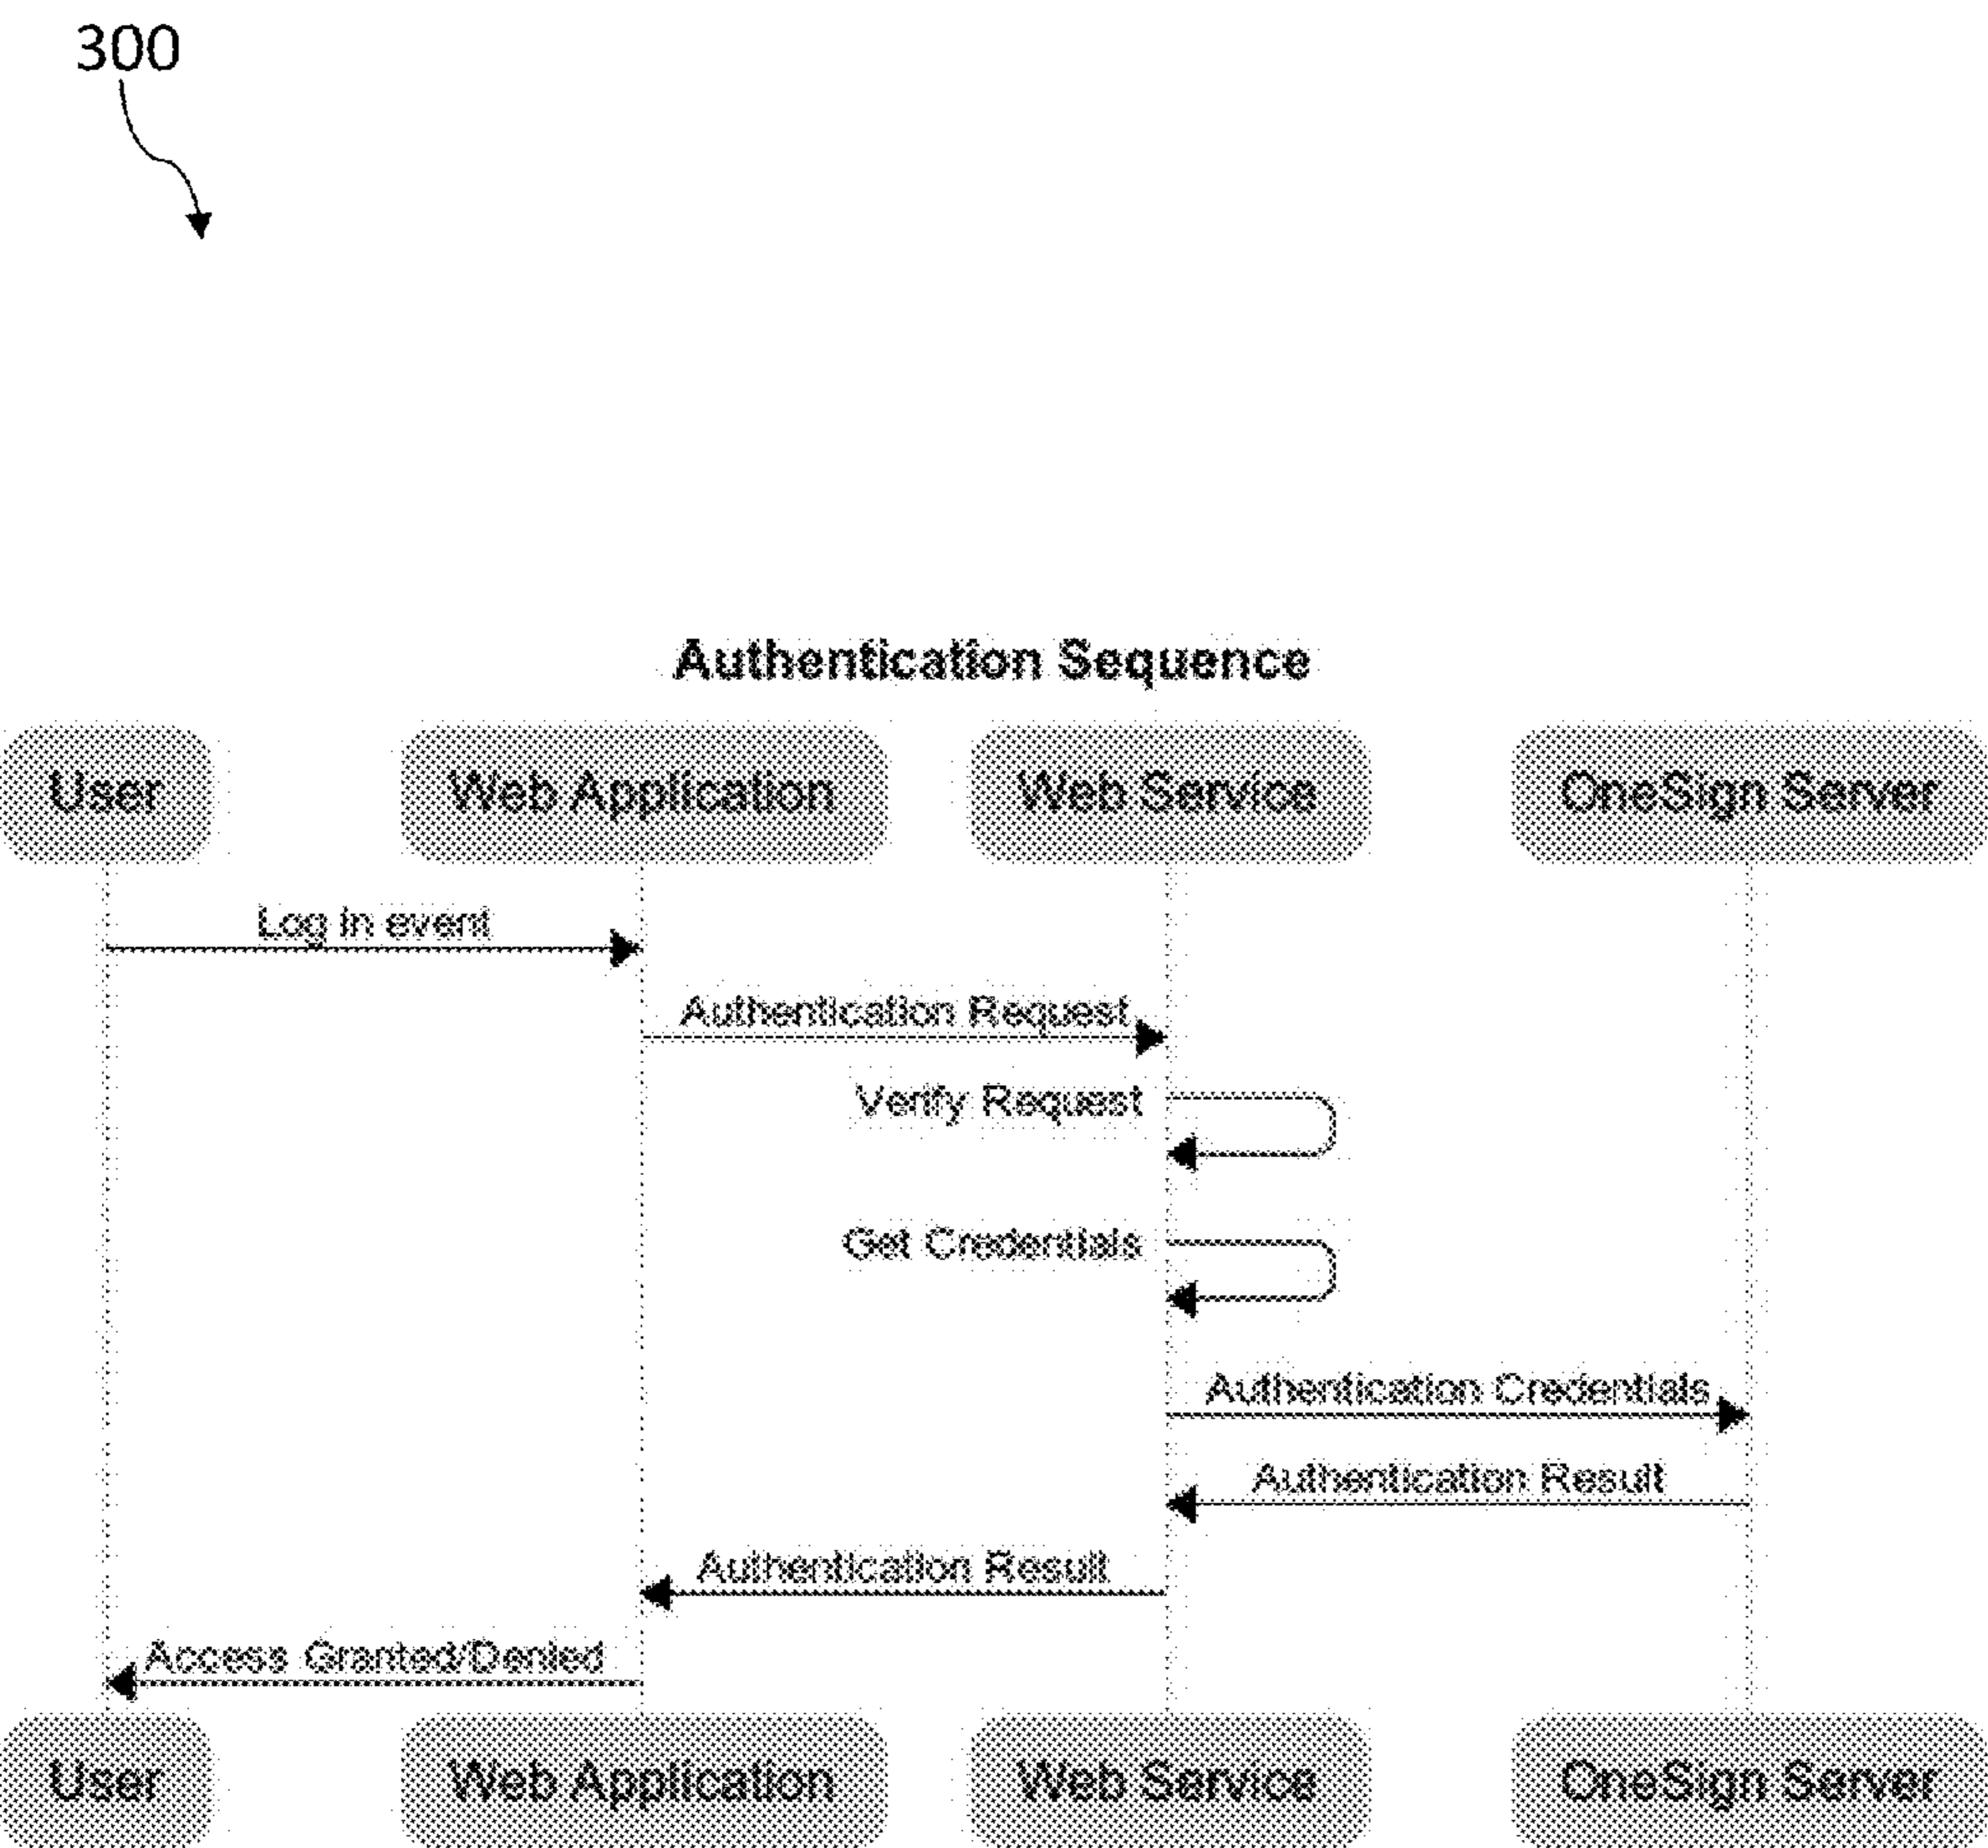 300
Authentication Sequence
User Web Application Web Service OneSign Server
Log in event
Authentication Request
Verify Request
Get Credentials
Authentication Credentials
Authentication Result
Authentication Result
Access Granted/Denied
User Web Application Web Service OneSign Server